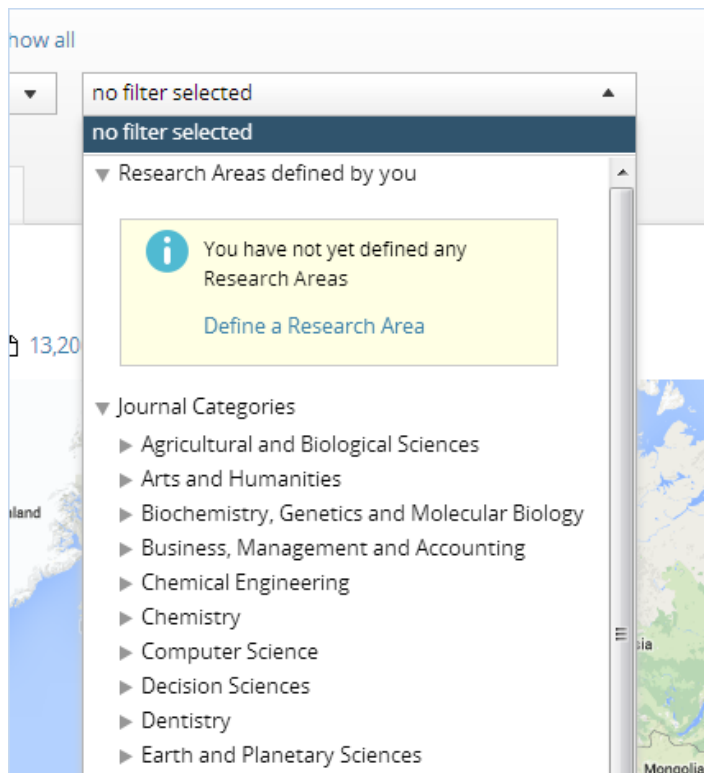 how all
no filter selected
no filter selected
Research Areas defined by you
You have not yet defined any
Research Areas
Define a Research Area
13,20
Journal Categories
Agricultural and Biological Sciences
Arts and Humanities
Biochemistry, Genetics and Molecular Biology
iland
Business, Management and Accounting
Chemical Engineering
Chemistry
Computer Science
sia
Decision Sciences
Dentistry
Earth and Planetary Sciences
Mongolia